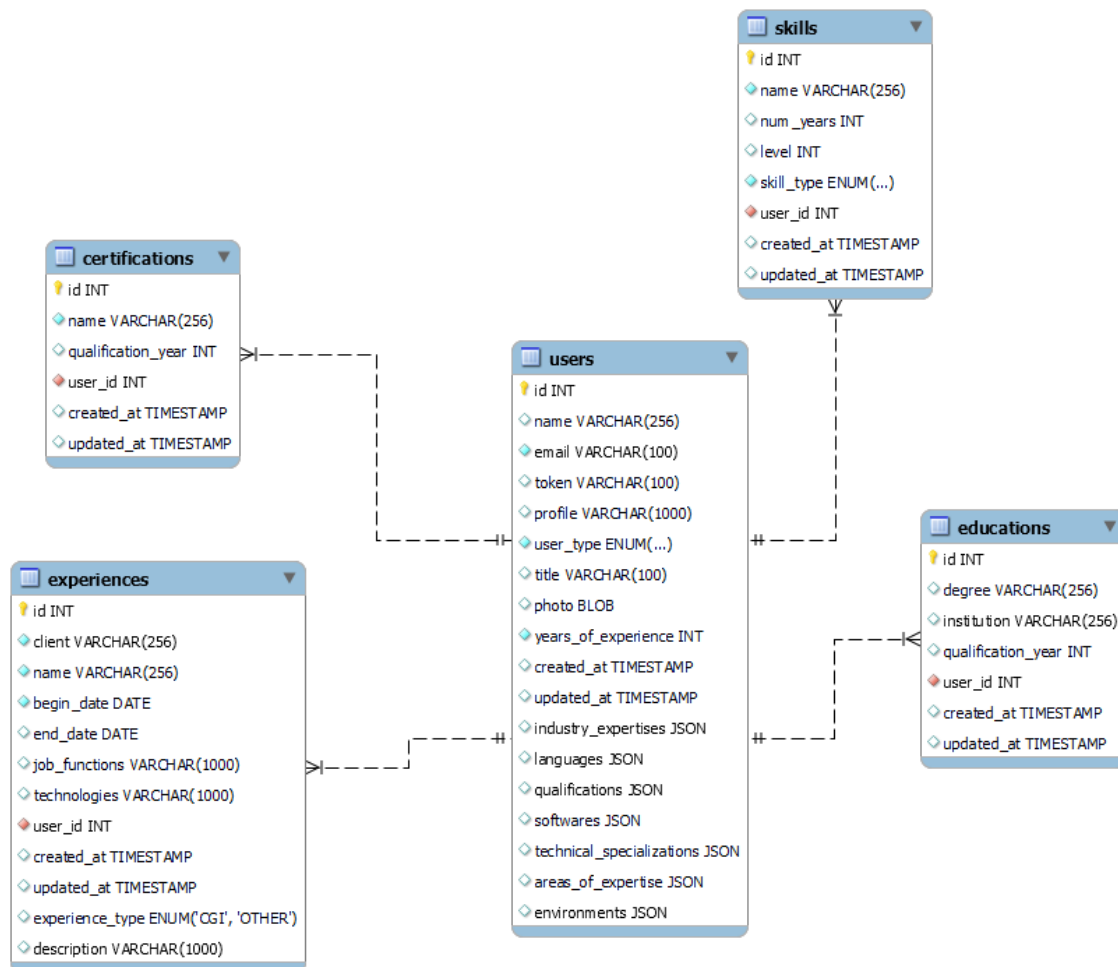 skills
id INT
name VARCHAR(256)
num_years INT
level INT
skill_type ENUM(...)
user_id INT
created_at TIMESTAMP
updated_at TIMESTAMP
certifications
id INT
name VARCHAR(256)
qualification_year INT
user_id INT
created_at TIMESTAMP
updated_at TIMESTAMP
users
id INT
name VARCHAR(256)
email VARCHAR(100)
token VARCHAR(100)
profile VARCHAR(1000)
user_type ENUM(...)
title VARCHAR(100)
photo BLOB
years_of_experience INT
created_at TIMESTAMP
updated_at TIMESTAMP
industry_expertises JSON
languages JSON
qualifications JSON
softwares JSON
technical_specializations JSON
areas_of_expertise JSON
environments JSON
educations
id INT
degree VARCHAR(256)
institution VARCHAR(256)
qualification_year INT
user_id INT
created_at TIMESTAMP
updated_at TIMESTAMP
experiences
id INT
client VARCHAR(256)
name VARCHAR(256)
begin_date DATE
end_date DATE
job_functions VARCHAR(1000)
technologies VARCHAR(1000)
user_id INT
created_at TIMESTAMP
updated_at TIMESTAMP
experience_type ENUM('CGI', 'OTHER')
description VARCHAR(1000)